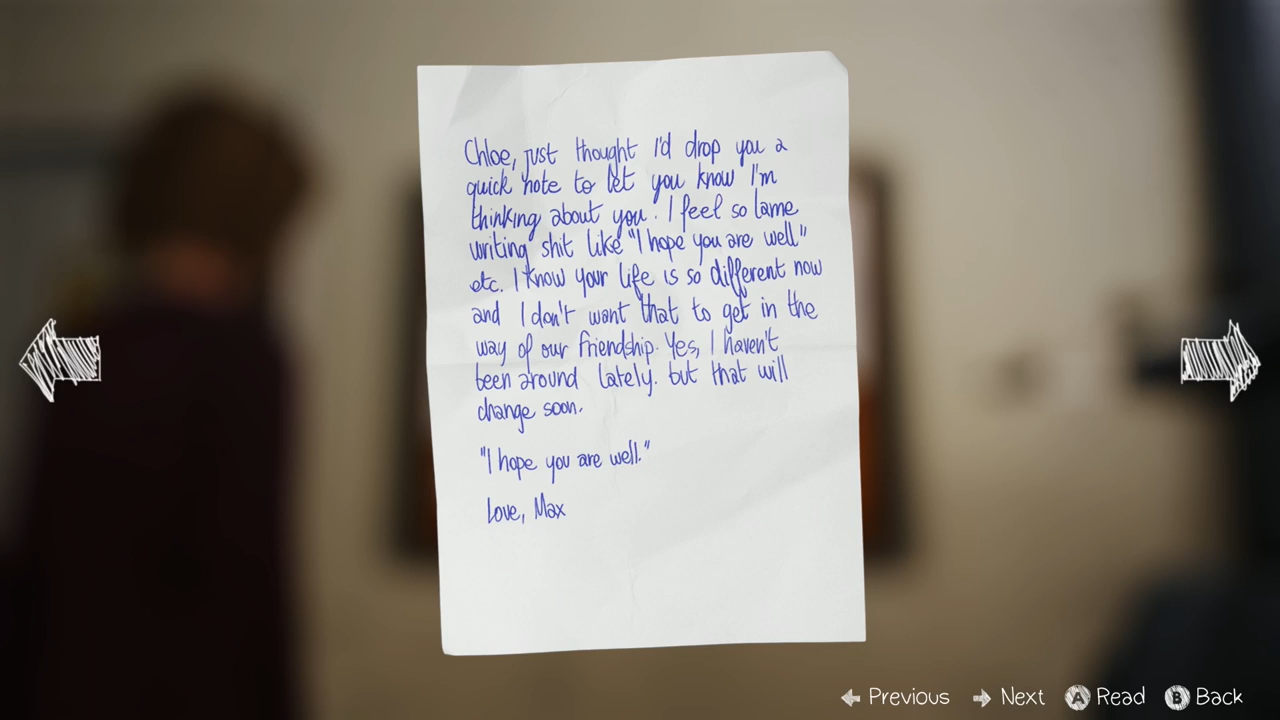 Chloe, just thought I'd drop you a
quick note to let you know I'm
thinking about you. I feel so lame
writing shit like "I hope you are well"
etc. I know your life is so different now
and I don't want that to get in the
way of our friendship. Yes, I haven't
been around lately. but that will
change soon.
"I hope you are well."
Love, Max
Previous Next A Read B Back